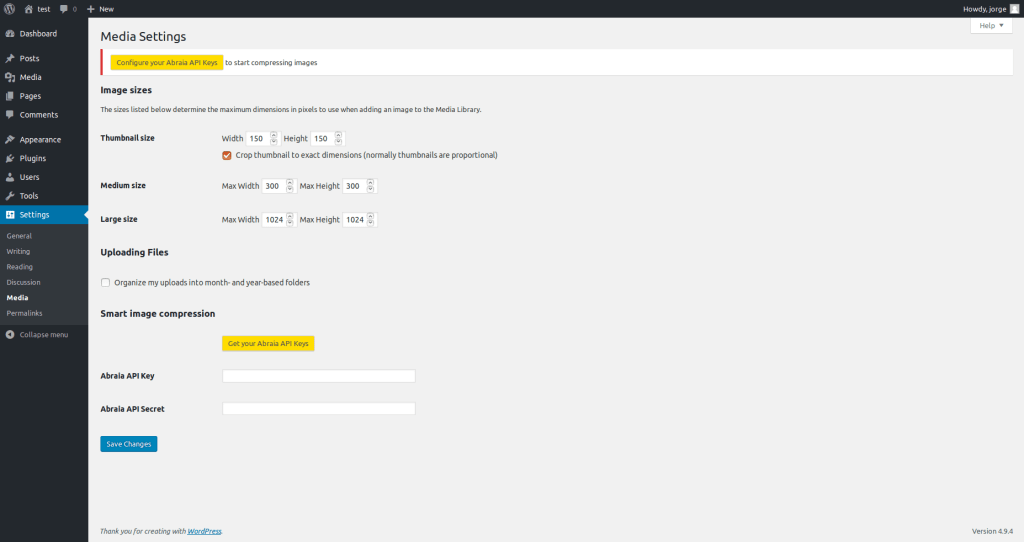 test 0 New Howdy, jorge
Help
Dashboard
Posts
Media
Pages
Comments
Appearance
Plugins
Users
Tools
Settings
General
Writing
Reading
Discussion
Media
Permalinks
Collapse menu
Media Settings
Configure your Abraia API Keys to start compressing images
Image sizes
The sizes listed below determine the maximum dimensions in pixels to use when adding an image to the Media Library.
Thumbnail size Width 150 Height 150
Crop thumbnail to exact dimensions (normally thumbnails are proportional)
Medium size Max Width 300 Max Height 300
Large size Max Width 1024 Max Height 1024
Uploading Files
Organize my uploads into month- and year-based folders
Smart image compression
Get your Abraia API Keys
Abraia API Key
Abraia API Secret
Save Changes
Thank you for creating with WordPress. Version 4.9.4